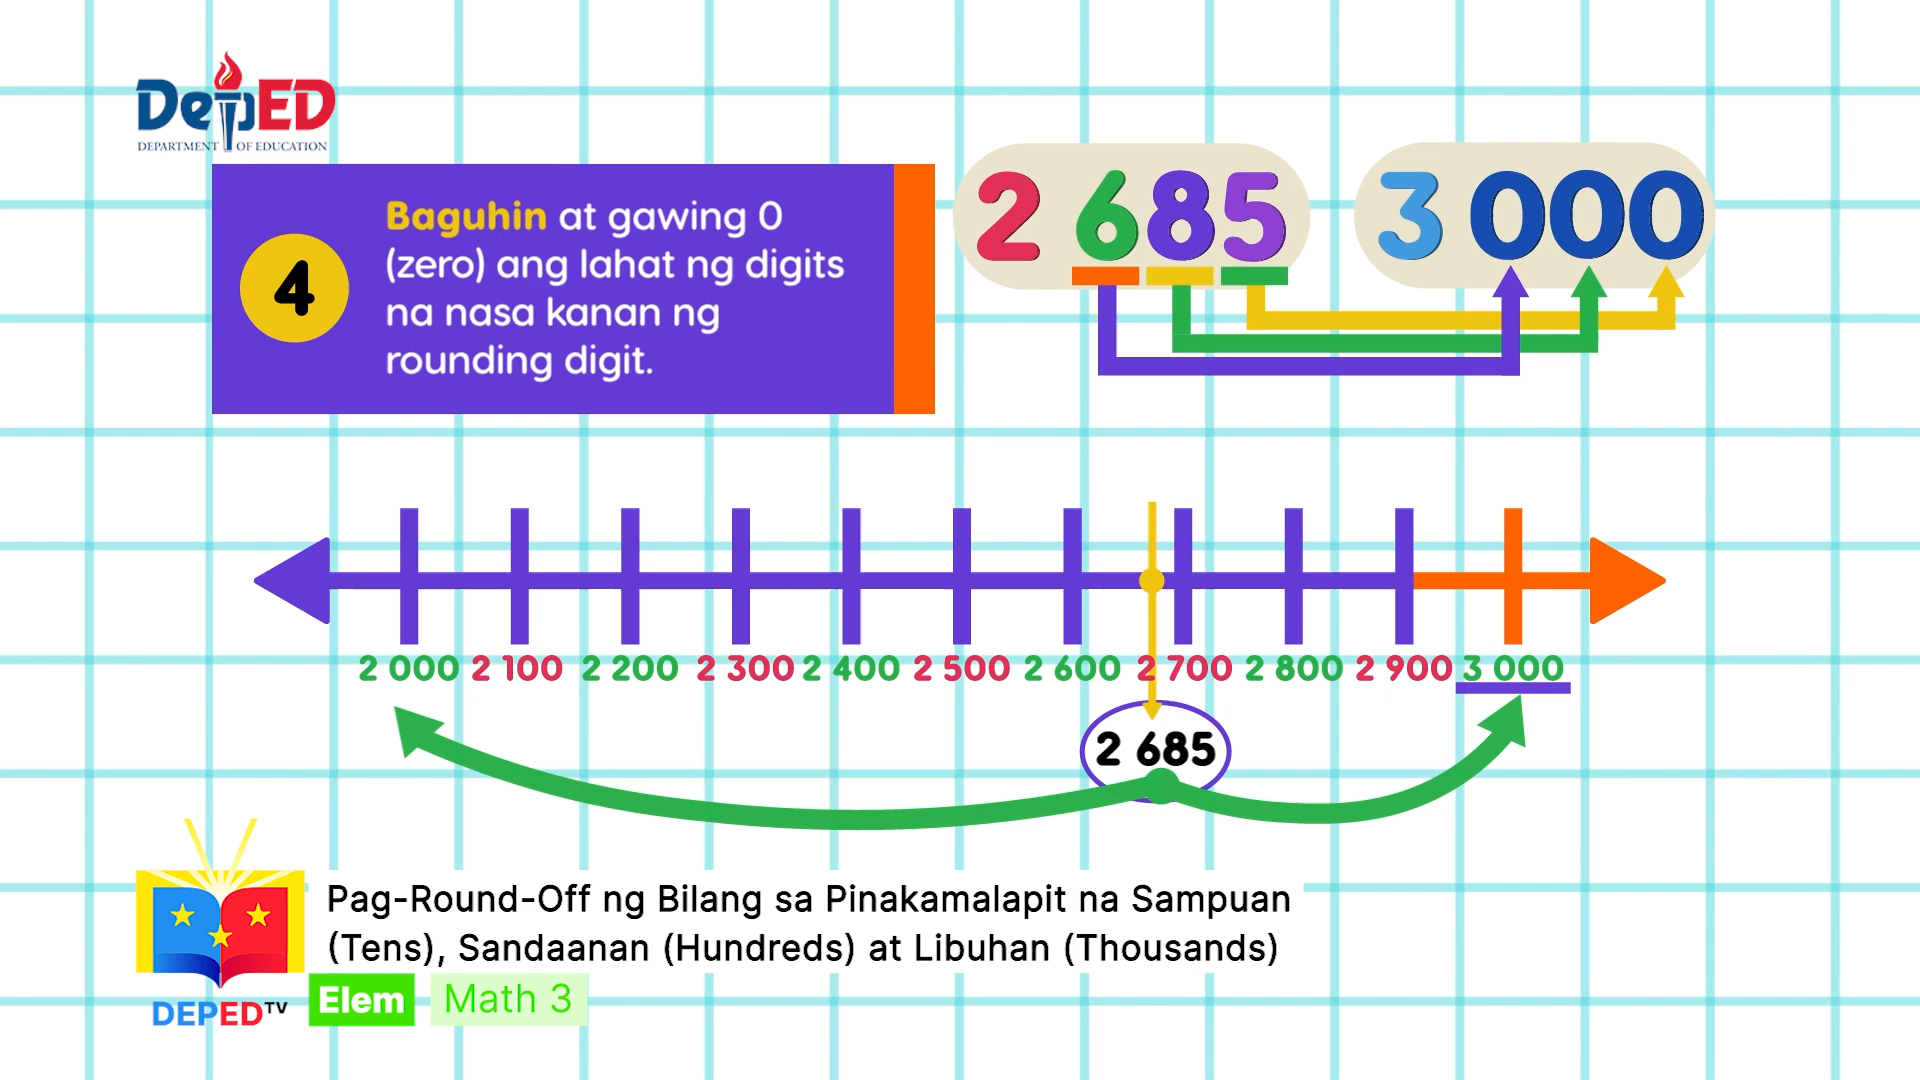 DepED
DEPARTMENT OF EDUCATION
4
Baguhin at gawing 0
(zero) ang lahat ng digits
na nasa kanan ng
rounding digit.
2 685
3 000
2 000 2 100 2 200 2 300 2 400 2 500 2 600 2 700 2 800 2 900 3 000
2 685
Pag-Round-Off ng Bilang sa Pinakamalapit na Sampuan
(Tens), Sandaanan (Hundreds) at Libuhan (Thousands)
DEPED TV
Elem Math 3